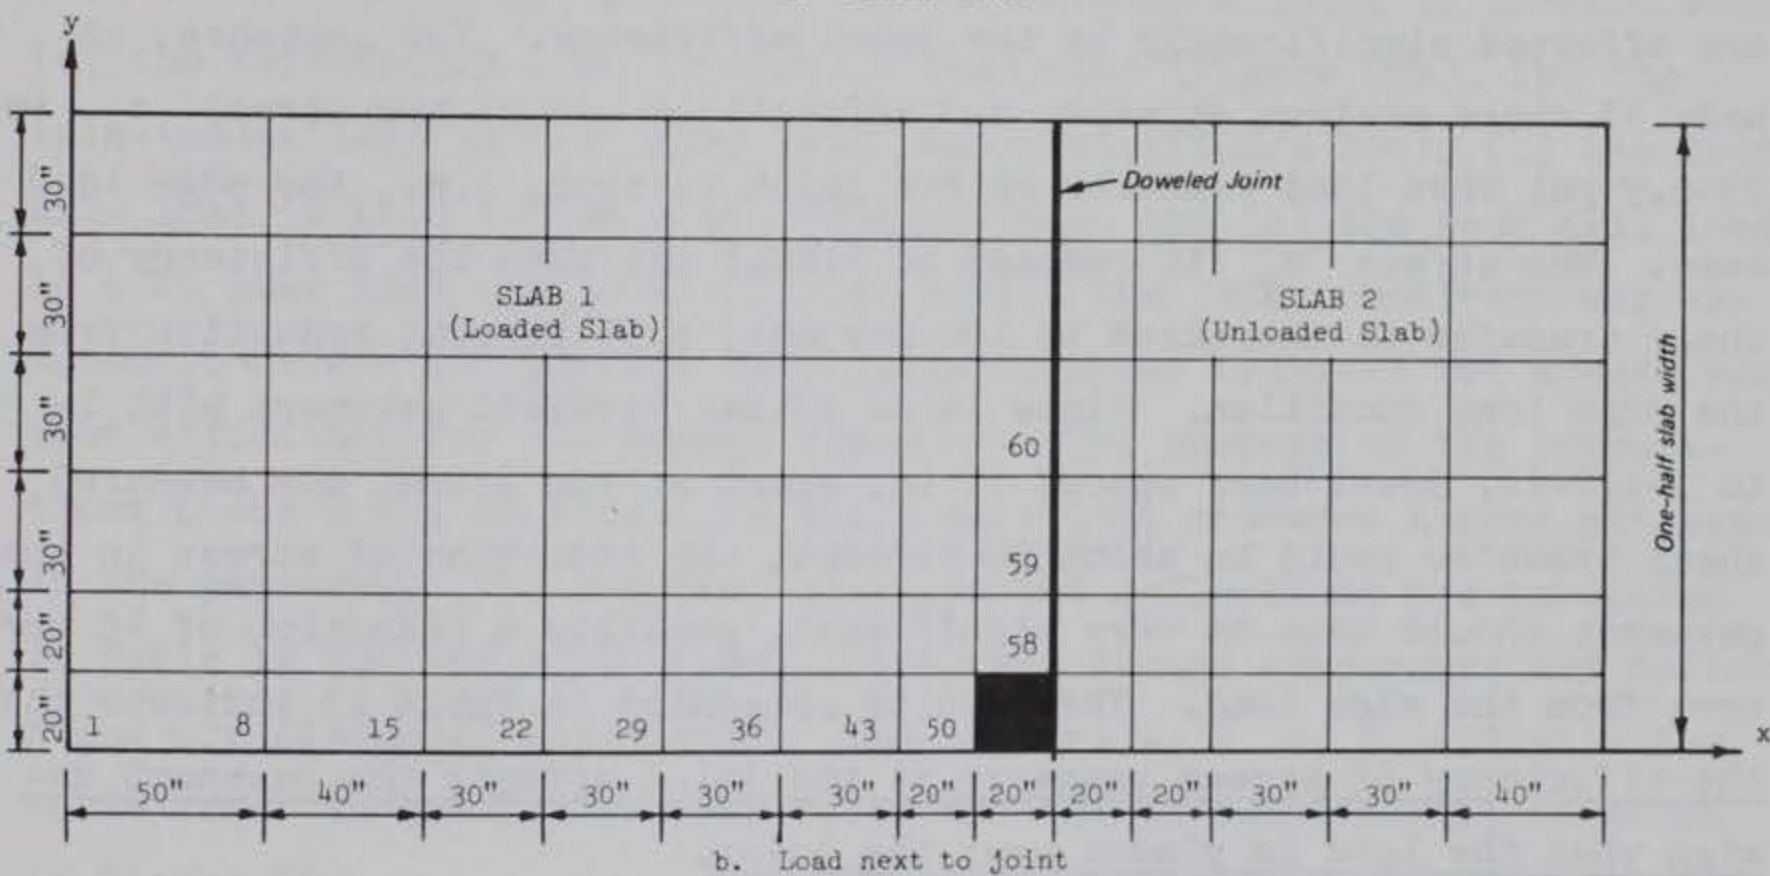 y
30"
30"
30"
30"
20"
20"
SLAB 1
(Loaded Slab)
Doweled Joint
SLAB 2
(Unloaded Slab)
One-half slab width
60
59
58
1 8 15 22 29 36 43 50
x
50" 40" 30" 30" 30" 30" 20" 20" 20" 20" 30" 30" 40"
b. Load next to joint